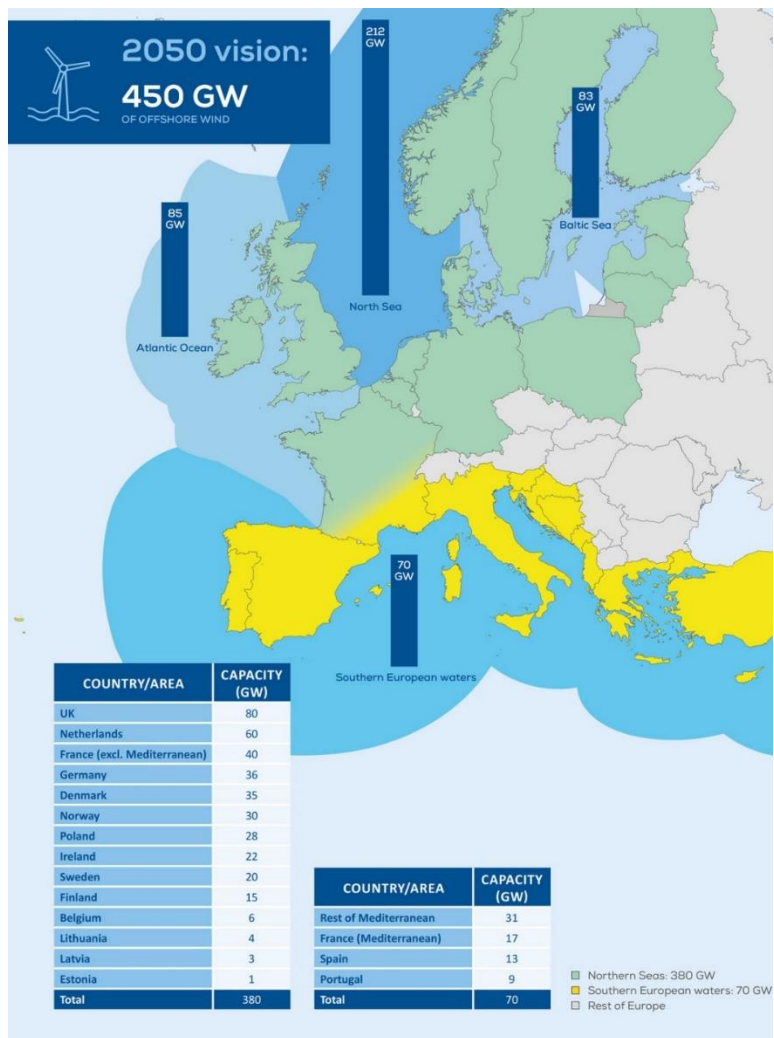 2050 vision:
450 GW
OF OFFSHORE WIND
212
GW
83
GW
85
GW
Baltic Sea
North Sea
Atlantic Ocean
70
GW
Southern European waters
COUNTRY/AREA CAPACITY (GW)
UK 80
Netherlands 60
France (excl. Mediterranean) 40
Germany 36
Denmark 35
Norway 30
Poland 28
Ireland 22
Sweden 20
Finland 15
Belgium 6
Lithuania 4
Latvia 3
Estonia 1
Total 380
COUNTRY/AREA CAPACITY (GW)
Rest of Mediterranean 31
France (Mediterranean) 17
Spain 13
Portugal 9
Total 70
Northern Seas: 380 GW
Southern European waters: 70 GW
Rest of Europe